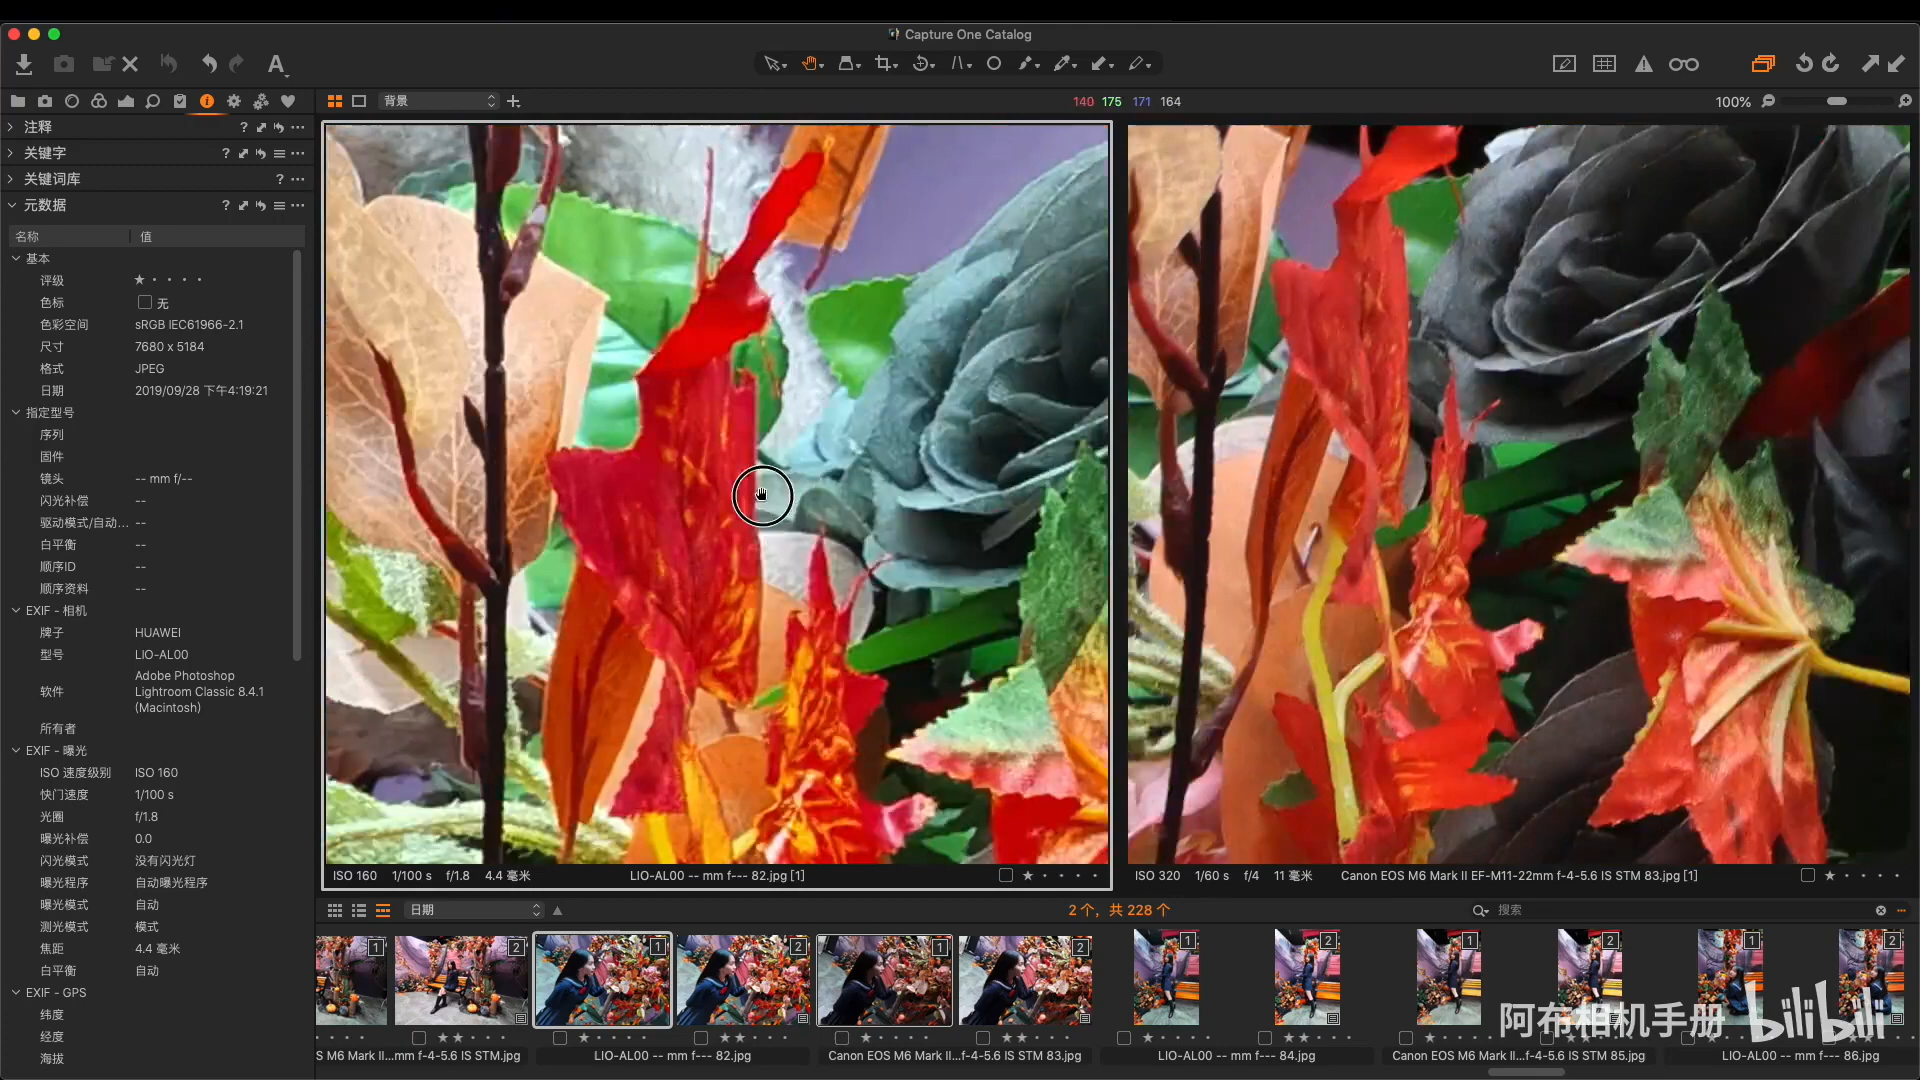 Capture One Catalog
背景
140 175 171 164
100%
注释
关键字
关键词库
元数据
名称 值
基本
评级
色标 无
色彩空间 sRGB IEC61966-2.1
尺寸 7680 x 5184
格式 JPEG
日期 2019/09/28 下午4:19:21
指定型号
序列
固件
镜头 -- mm f/--
闪光补偿 --
驱动模式/自动... --
白平衡 --
顺序ID --
顺序资料 --
EXIF - 相机
牌子 HUAWEI
型号 LIO-AL00
软件 Adobe Photoshop
Lightroom Classic 8.4.1
(Macintosh)
所有者
EXIF - 曝光
ISO 速度级别 ISO 160
快门速度 1/100 s
光圈 f/1.8
曝光补偿 0.0
闪光模式 没有闪光灯
曝光程序 自动曝光程序
曝光模式 自动
测光模式 模式
焦距 4.4 毫米
白平衡 自动
EXIF - GPS
纬度
经度
海拔
ISO 160 1/100 s f/1.8 4.4 毫米 LIO-AL00 -- mm f--- 82.jpg [1]
ISO 320 1/60 s f/4 11 毫米 Canon EOS M6 Mark II EF-M11-22mm f-4-5.6 IS STM 83.jpg [1]
日期
2 个，共 228 个
搜索
1 2 1 2 1 2 1 2 1 2 1 2
阿布相机手册 bilibili
S M6 Mark II...mm f-4-5.6 IS STM.jpg
LIO-AL00 -- mm f--- 82.jpg
Canon EOS M6 Mark II...f-4-5.6 IS STM 83.jpg
LIO-AL00 -- mm f--- 84.jpg
Canon EOS M6 Mark II...f-4-5.6 IS STM 85.jpg
LIO-AL00 -- mm f--- 86.jpg